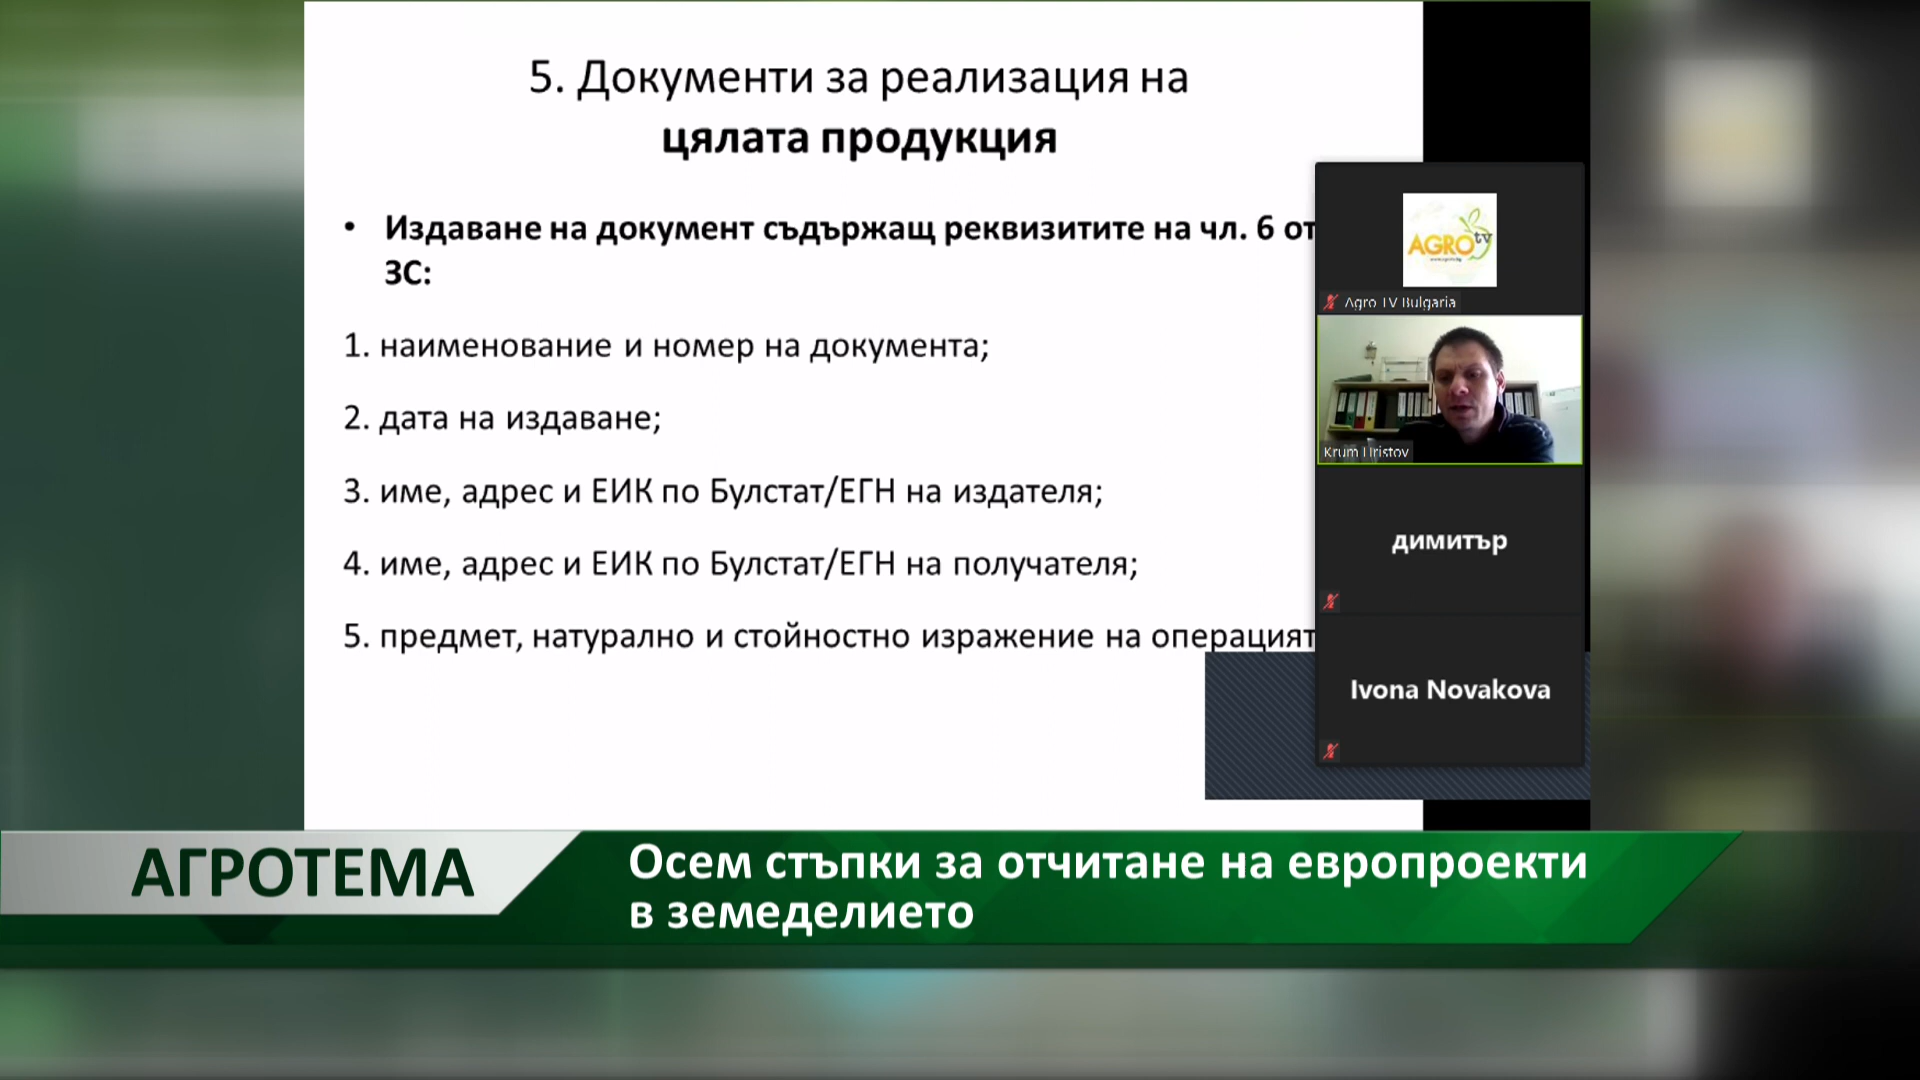 5. Документи за реализация на
цялата продукция
• Издаване на документ съдържащ реквизитите на чл. 6 от
ЗС:
1. наименование и номер на документа;
2. дата на издаване;
3. име, адрес и ЕИК по Булстат/ЕГН на издателя;
4. име, адрес и ЕИК по Булстат/ЕГН на получателя;
5. предмет, натурално и стойностно изражение на операцият
AGRO tv
Agro TV Bulgaria
Krum Hristov
димитър
Ivona Novakova
АГРОТЕМА
Осем стъпки за отчитане на европроекти
в земеделието